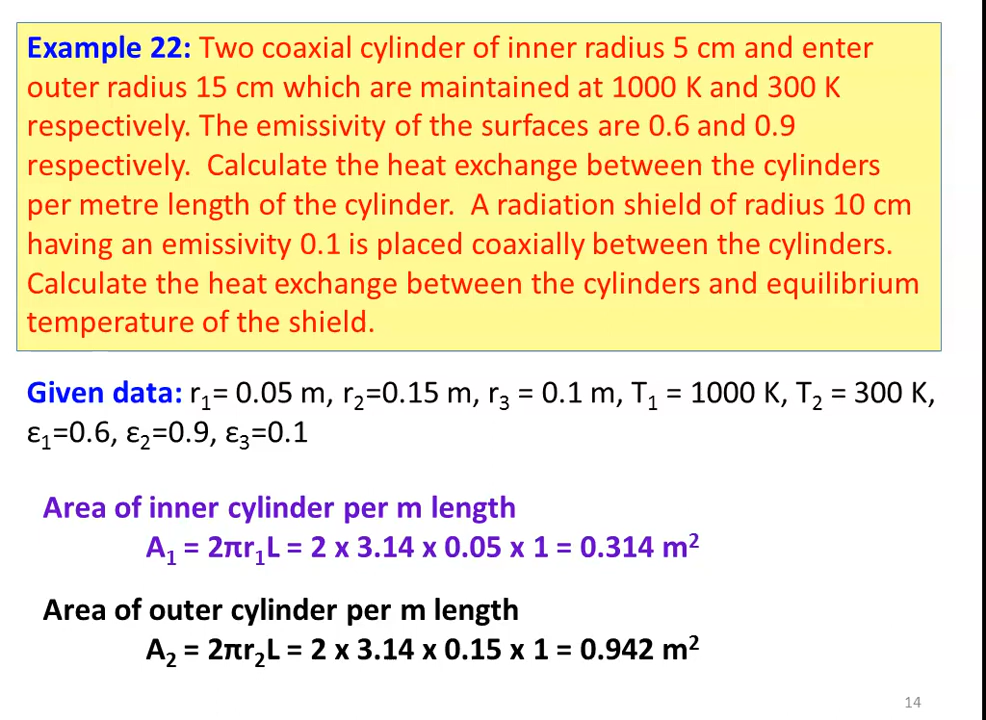 Example 22: Two coaxial cylinder of inner radius 5 cm and enter
outer radius 15 cm which are maintained at 1000 K and 300 K
respectively. The emissivity of the surfaces are 0.6 and 0.9
respectively. Calculate the heat exchange between the cylinders
per metre length of the cylinder. A radiation shield of radius 10 cm
having an emissivity 0.1 is placed coaxially between the cylinders.
Calculate the heat exchange between the cylinders and equilibrium
temperature of the shield.
Given data: r₁= 0.05 m, r₂=0.15 m, r₃ = 0.1 m, T₁ = 1000 K, T₂ = 300 K,
ε₁=0.6, ε₂=0.9, ε₃=0.1
Area of inner cylinder per m length
A₁ = 2πr₁L = 2 x 3.14 x 0.05 x 1 = 0.314 m²
Area of outer cylinder per m length
A₂ = 2πr₂L = 2 x 3.14 x 0.15 x 1 = 0.942 m²
14